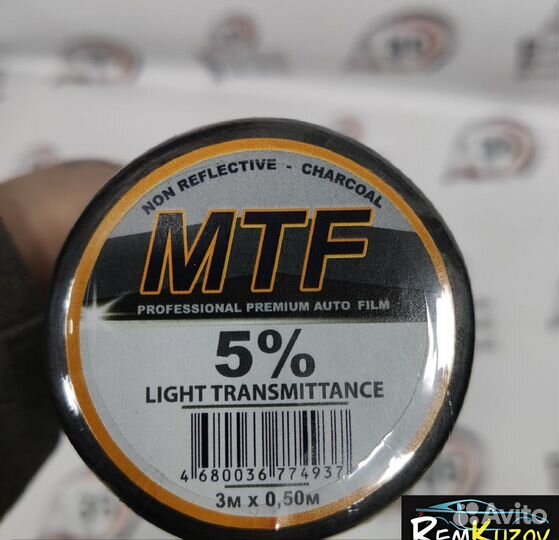 NON REFLECTIVE - CHARCOAL
MTF
PROFESSIONAL PREMIUM AUTO FILM
5%
LIGHT TRANSMITTANCE
4 680036 774937
3м х 0,50м
Avito
REMKUZOV